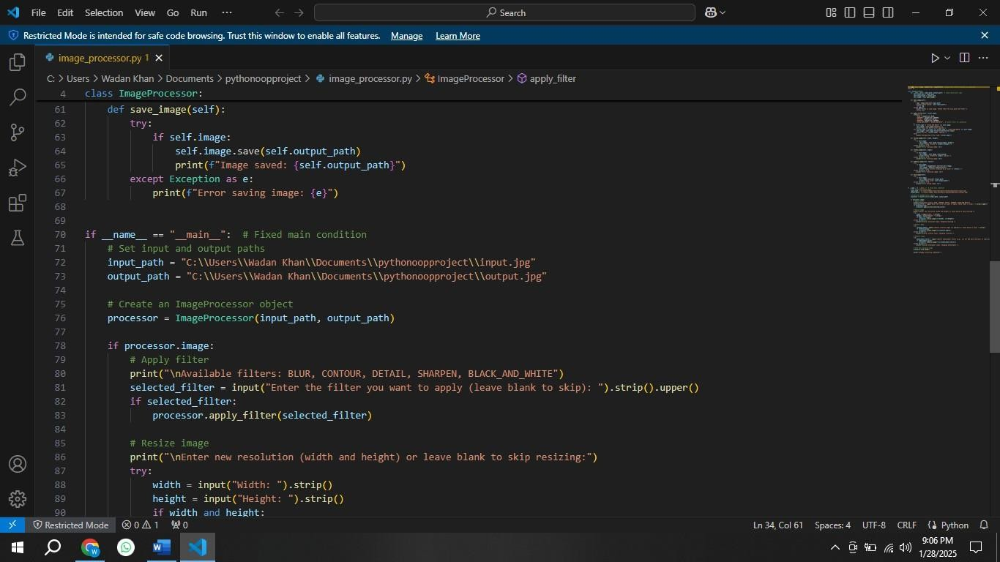 File Edit Selection View Go Run ··· Search
Restricted Mode is intended for safe code browsing. Trust this window to enable all features. Manage Learn More
image_processor.py 1
C: > Users > Wadan Khan > Documents > pythonoopproject > image_processor.py > ImageProcessor > apply_filter
4 class ImageProcessor:
61 def save_image(self):
62 try:
63 if self.image:
64 self.image.save(self.output_path)
65 print(f"Image saved: {self.output_path}")
66 except Exception as e:
67 print(f"Error saving image: {e}")
68
69
70 if __name__ == "__main__": # Fixed main condition
71 # Set input and output paths
72 input_path = "C:\\Users\\Wadan Khan\\Documents\\pythonoopproject\\input.jpg"
73 output_path = "C:\\Users\\Wadan Khan\\Documents\\pythonoopproject\\output.jpg"
74
75 # Create an ImageProcessor object
76 processor = ImageProcessor(input_path, output_path)
77
78 if processor.image:
79 # Apply filter
80 print("\nAvailable filters: BLUR, CONTOUR, DETAIL, SHARPEN, BLACK_AND_WHITE")
81 selected_filter = input("Enter the filter you want to apply (leave blank to skip): ").strip().upper()
82 if selected_filter:
83 processor.apply_filter(selected_filter)
84
85 # Resize image
86 print("\nEnter new resolution (width and height) or leave blank to skip resizing:")
87 try:
88 width = input("Width: ").strip()
89 height = input("Height: ").strip()
90 if width and height:
Restricted Mode 0 1 0 Ln 34, Col 61 Spaces: 4 UTF-8 CRLF Python
9:06 PM
1/28/2025